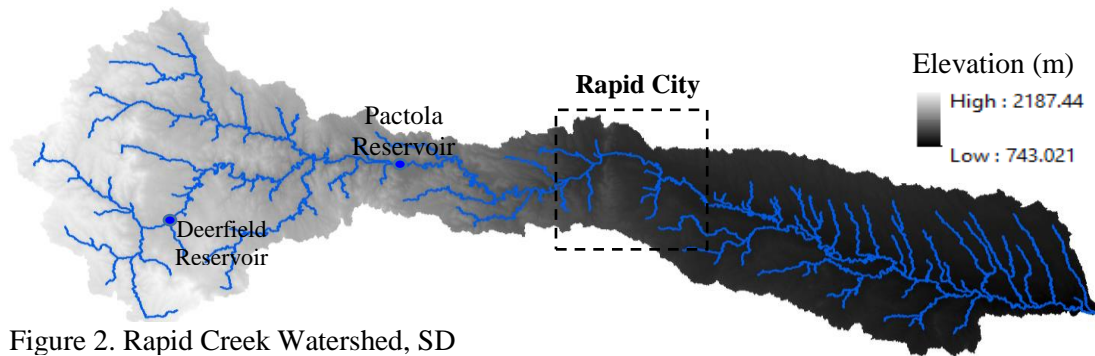 Elevation (m)
High : 2187.44
Low : 743.021
Rapid City
Pactola
Reservoir
Deerfield
Reservoir
Figure 2. Rapid Creek Watershed, SD